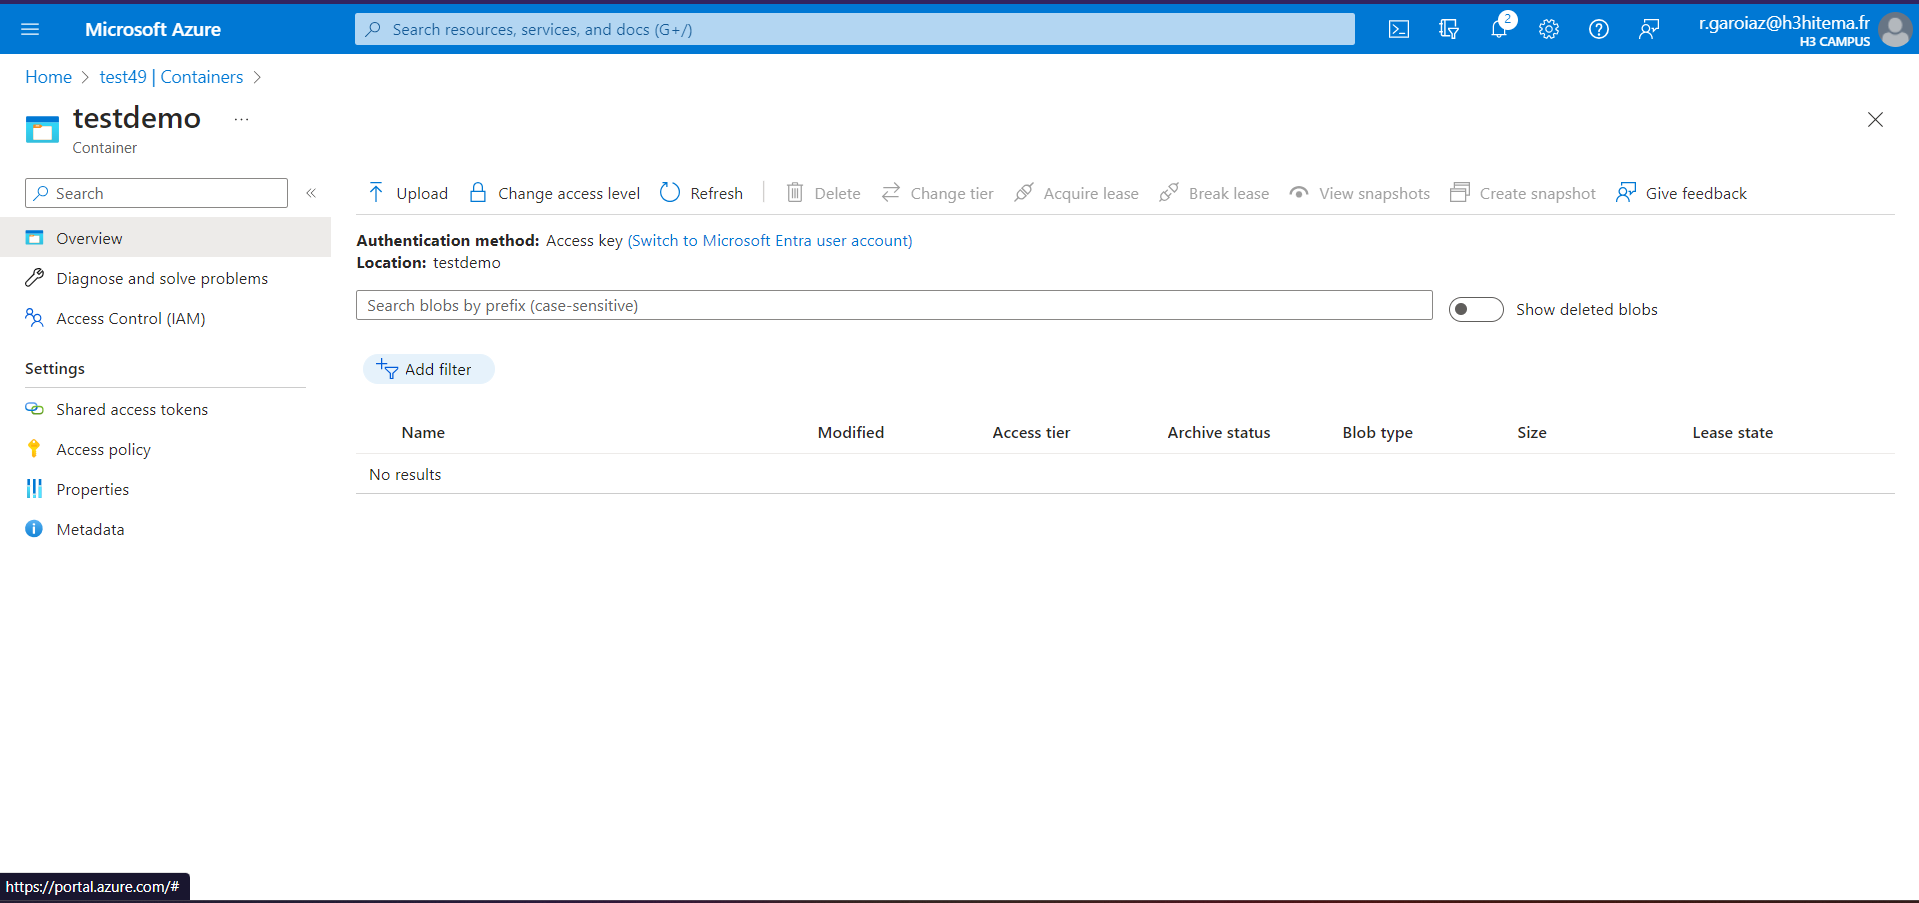 Microsoft Azure
Search resources, services, and docs (G+/)
2
r.garoiaz@h3hitema.fr
H3 CAMPUS
Home > test49 | Containers >
testdemo ...
Container
Search «
Upload Change access level Refresh | Delete Change tier Acquire lease Break lease View snapshots Create snapshot Give feedback
Overview
Diagnose and solve problems
Access Control (IAM)
Settings
Shared access tokens
Access policy
Properties
Metadata
Authentication method: Access key (Switch to Microsoft Entra user account)
Location: testdemo
Search blobs by prefix (case-sensitive)
Show deleted blobs
Add filter
Name Modified Access tier Archive status Blob type Size Lease state
No results
https://portal.azure.com/#